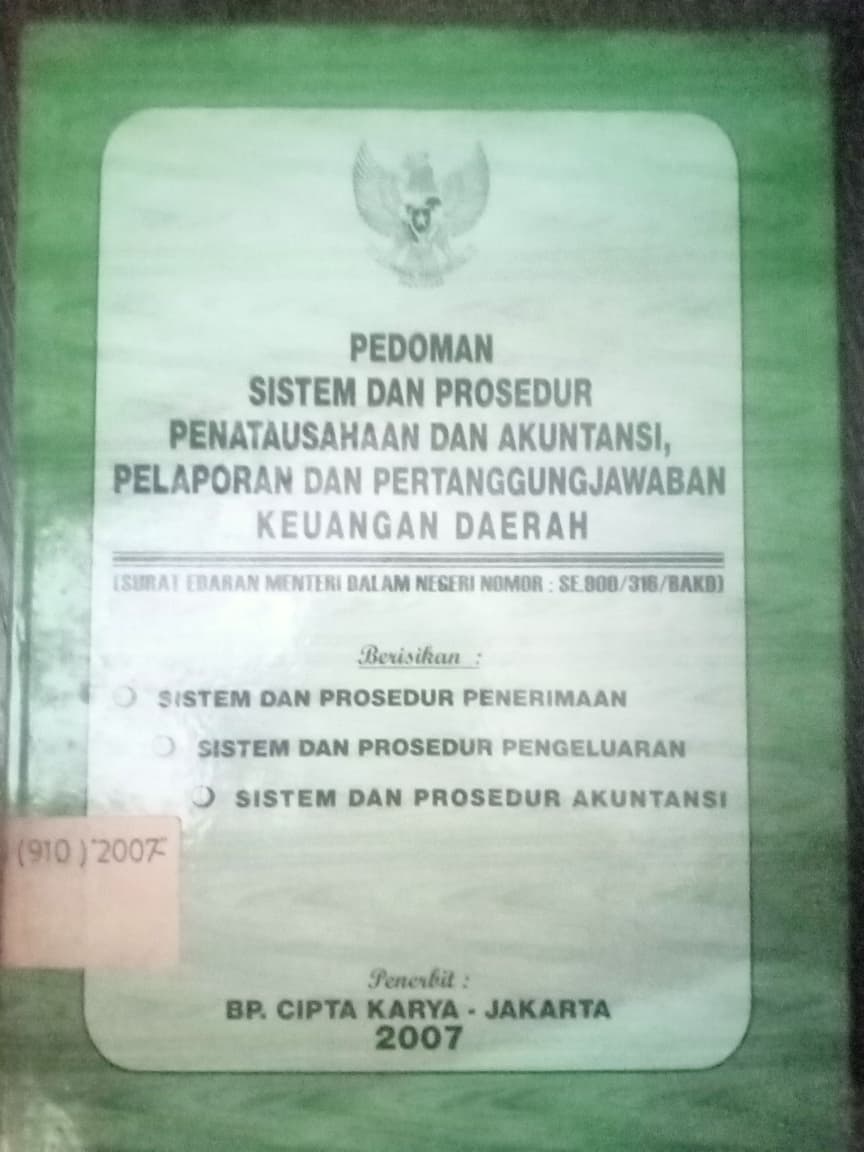 PEDOMAN
SISTEM DAN PROSEDUR
PENATAUSAHAAN DAN AKUNTANSI,
PELAPORAN DAN PERTANGGUNGJAWABAN
KEUANGAN DAERAH
(SURAT EDARAN MENTERI DALAM NEGERI NOMOR : SE.900/316/BAKD)
Berisikan :
SISTEM DAN PROSEDUR PENERIMAAN
SISTEM DAN PROSEDUR PENGELUARAN
SISTEM DAN PROSEDUR AKUNTANSI
(910) 2007
Penerbit :
BP. CIPTA KARYA - JAKARTA
2007